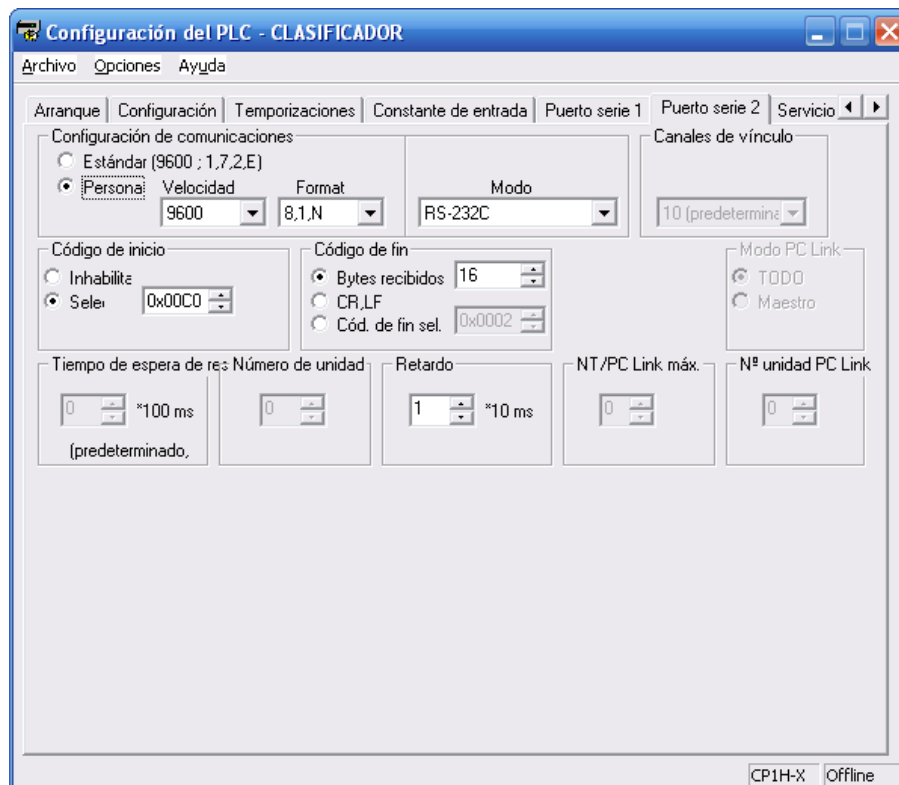 Configuración del PLC - CLASIFICADOR
Archivo Opciones Ayuda
Arranque Configuración Temporizaciones Constante de entrada Puerto serie 1 Puerto serie 2 Servicio
Configuración de comunicaciones
Canales de vínculo
Estándar (9600 ; 1,7,2,E)
Personal Velocidad Format Modo
9600 8,1,N RS-232C 10 (predetermina
Código de inicio Código de fin Modo PC Link
Inhabilita Bytes recibidos 16 TODO
Selec 0x00C0 CR,LF Maestro
Cód. de fin sel. 0x0002
Tiempo de espera de res Número de unidad Retardo NT/PC Link máx. Nº unidad PC Link
0 *100 ms 0 1 *10 ms 0 0
(predeterminado,
CP1H-X Offline